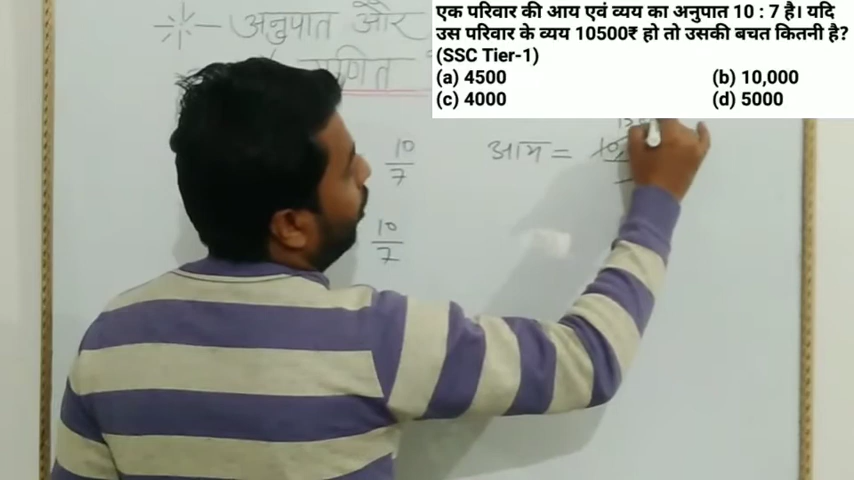 एक परिवार की आय एवं व्यय का अनुपात 10 : 7 है। यदि
उस परिवार के व्यय 10500₹ हो तो उसकी बचत कितनी है?
(SSC Tier-1)
(a) 4500 (b) 10,000
(c) 4000 (d) 5000
अनुपात और
गणित
10
7
आय =
10
7